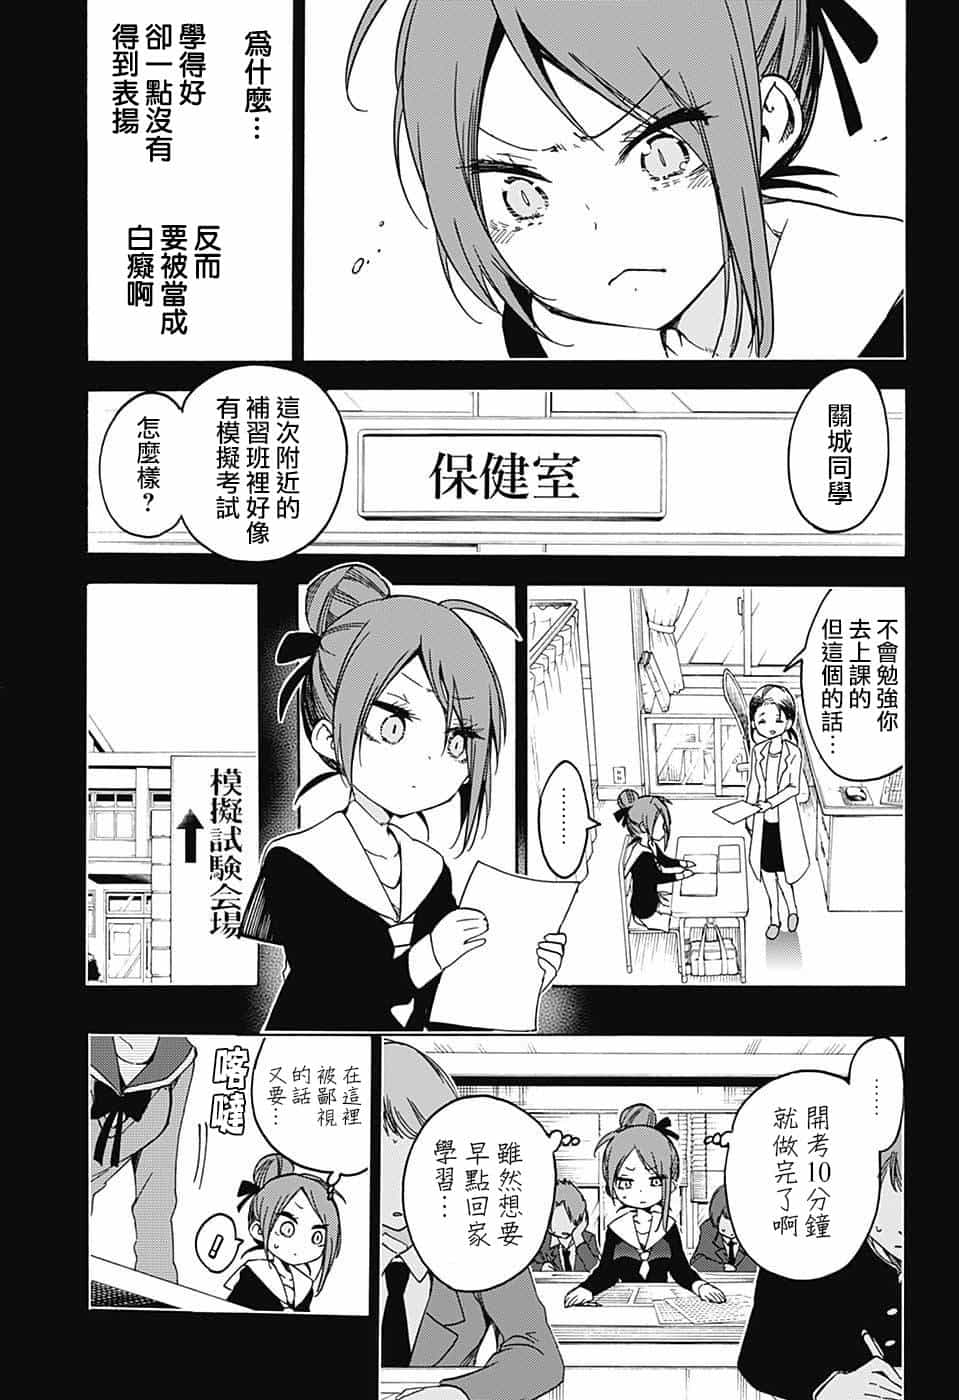 爲什麼…
學得好
卻一點沒有
得到表揚
反而
要被當成
白癡啊
關城同學
保健室
這次附近的
補習班裡好像
有模擬考試
怎麼樣?
不會勉強你
去上課的
但這個的話…
……
模擬試験会場
……
開考10分鐘
就做完了啊
雖然想要
早點回家
學習…
在這裡
被鄙視
的話
又要…
喀噠
!